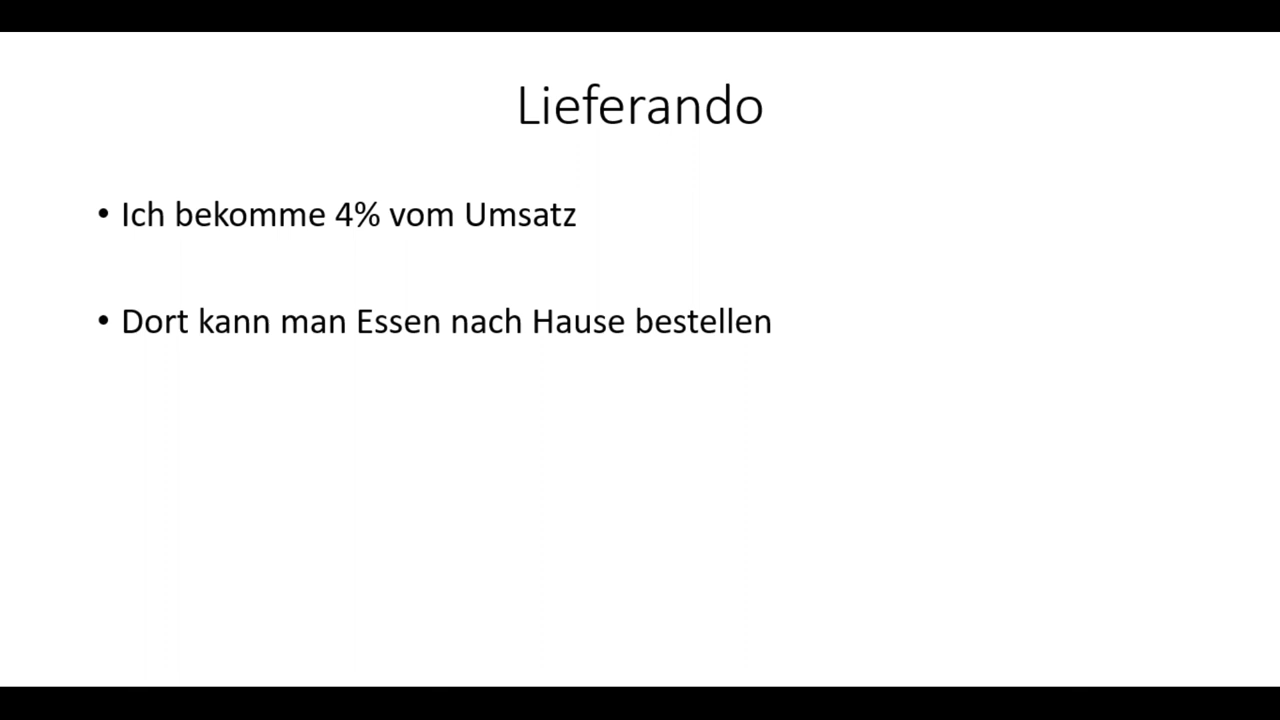 Lieferando
• Ich bekomme 4% vom Umsatz
• Dort kann man Essen nach Hause bestellen